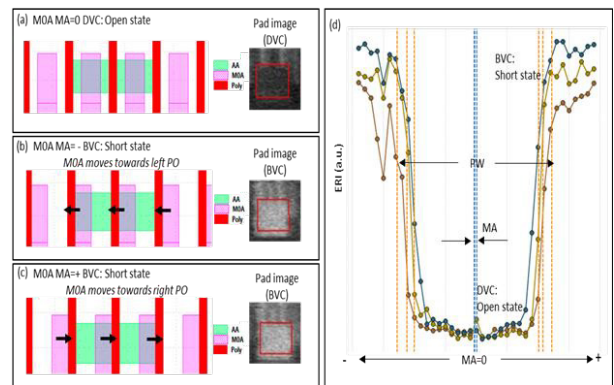 (a) M0A MA=0 DVC: Open state
Pad image
(DVC)
AA
M0A
Poly
(b) M0A MA= - BVC: Short state
M0A moves towards left PO
Pad image
(BVC)
AA
M0A
Poly
(c) M0A MA=+ BVC: Short state
M0A moves towards right PO
Pad image
(BVC)
AA
M0A
Poly
(d)
BVC:
Short state
PW
MA
DVC:
Open state
ERI (a.u.)
-
MA=0
+